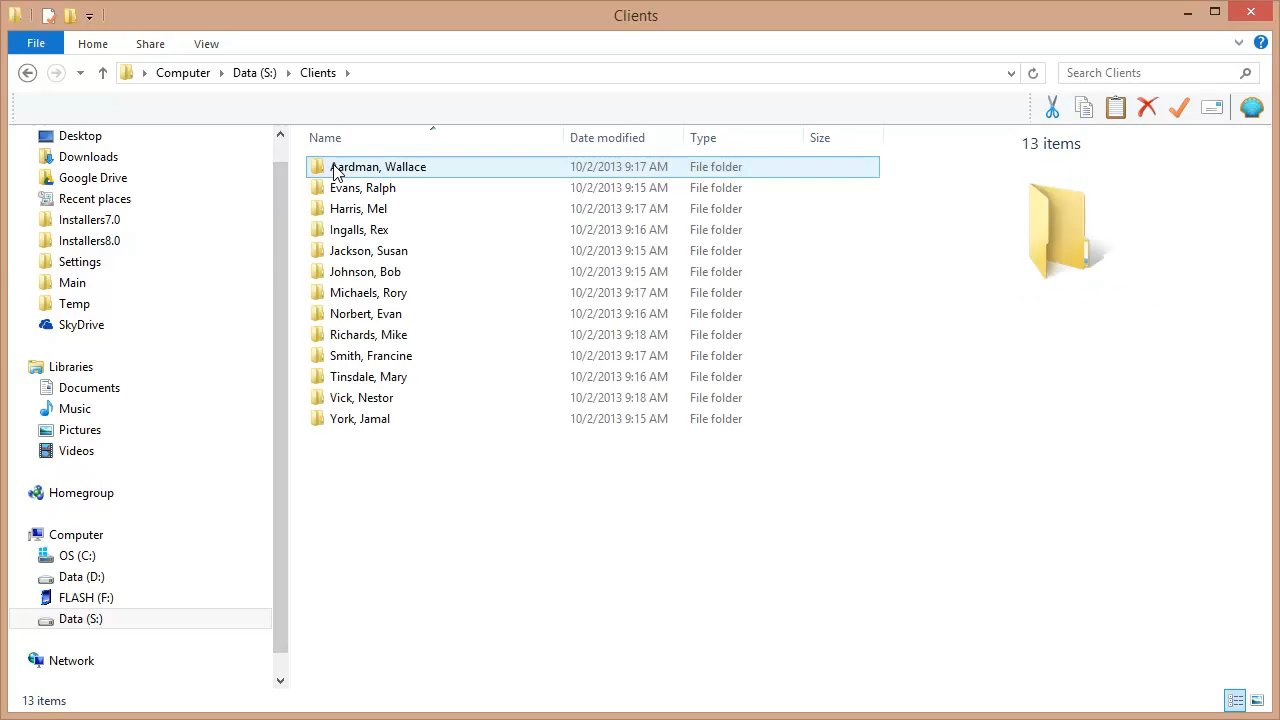 Clients
File Home Share View
Computer Data (S:) Clients
Search Clients
Name Date modified Type Size
Desktop
Downloads
Google Drive
Recent places
Installers7.0
Installers8.0
Settings
Main
Temp
SkyDrive
Libraries
Documents
Music
Pictures
Videos
Homegroup
Computer
OS (C:)
Data (D:)
FLASH (F:)
Data (S:)
Network
Aardman, Wallace 10/2/2013 9:17 AM File folder
Evans, Ralph 10/2/2013 9:15 AM File folder
Harris, Mel 10/2/2013 9:17 AM File folder
Ingalls, Rex 10/2/2013 9:16 AM File folder
Jackson, Susan 10/2/2013 9:15 AM File folder
Johnson, Bob 10/2/2013 9:15 AM File folder
Michaels, Rory 10/2/2013 9:17 AM File folder
Norbert, Evan 10/2/2013 9:16 AM File folder
Richards, Mike 10/2/2013 9:18 AM File folder
Smith, Francine 10/2/2013 9:17 AM File folder
Tinsdale, Mary 10/2/2013 9:16 AM File folder
Vick, Nestor 10/2/2013 9:18 AM File folder
York, Jamal 10/2/2013 9:15 AM File folder
13 items
13 items